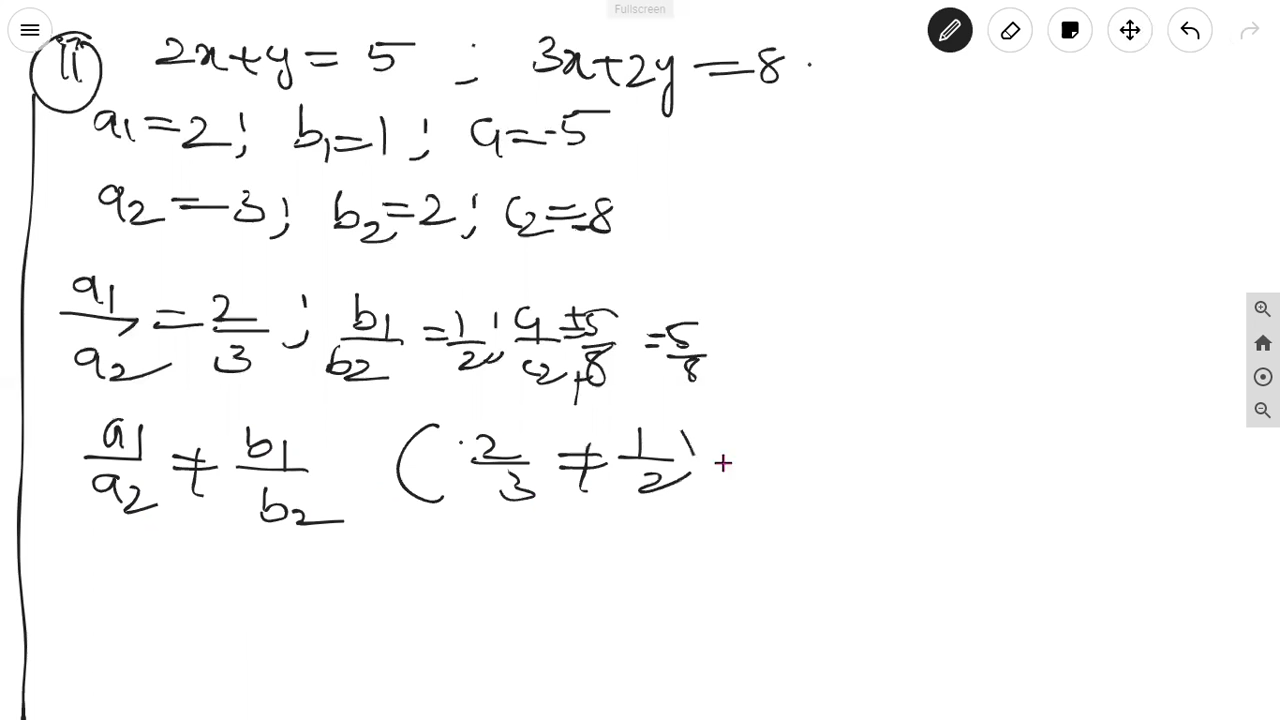 Fullscreen
ii 2x+y = 5 ; 3x+2y = 8 .
a1 = 2 ; b1 = 1 ; c1 = -5
a2 = 3 ; b2 = 2 ; c2 = -8
a1/a2 = 2/3 ; b1/b2 = 1/2 ; c1/c2 = -5/-8 = 5/8
a1/a2 ≠ b1/b2 ( 2/3 ≠ 1/2 )